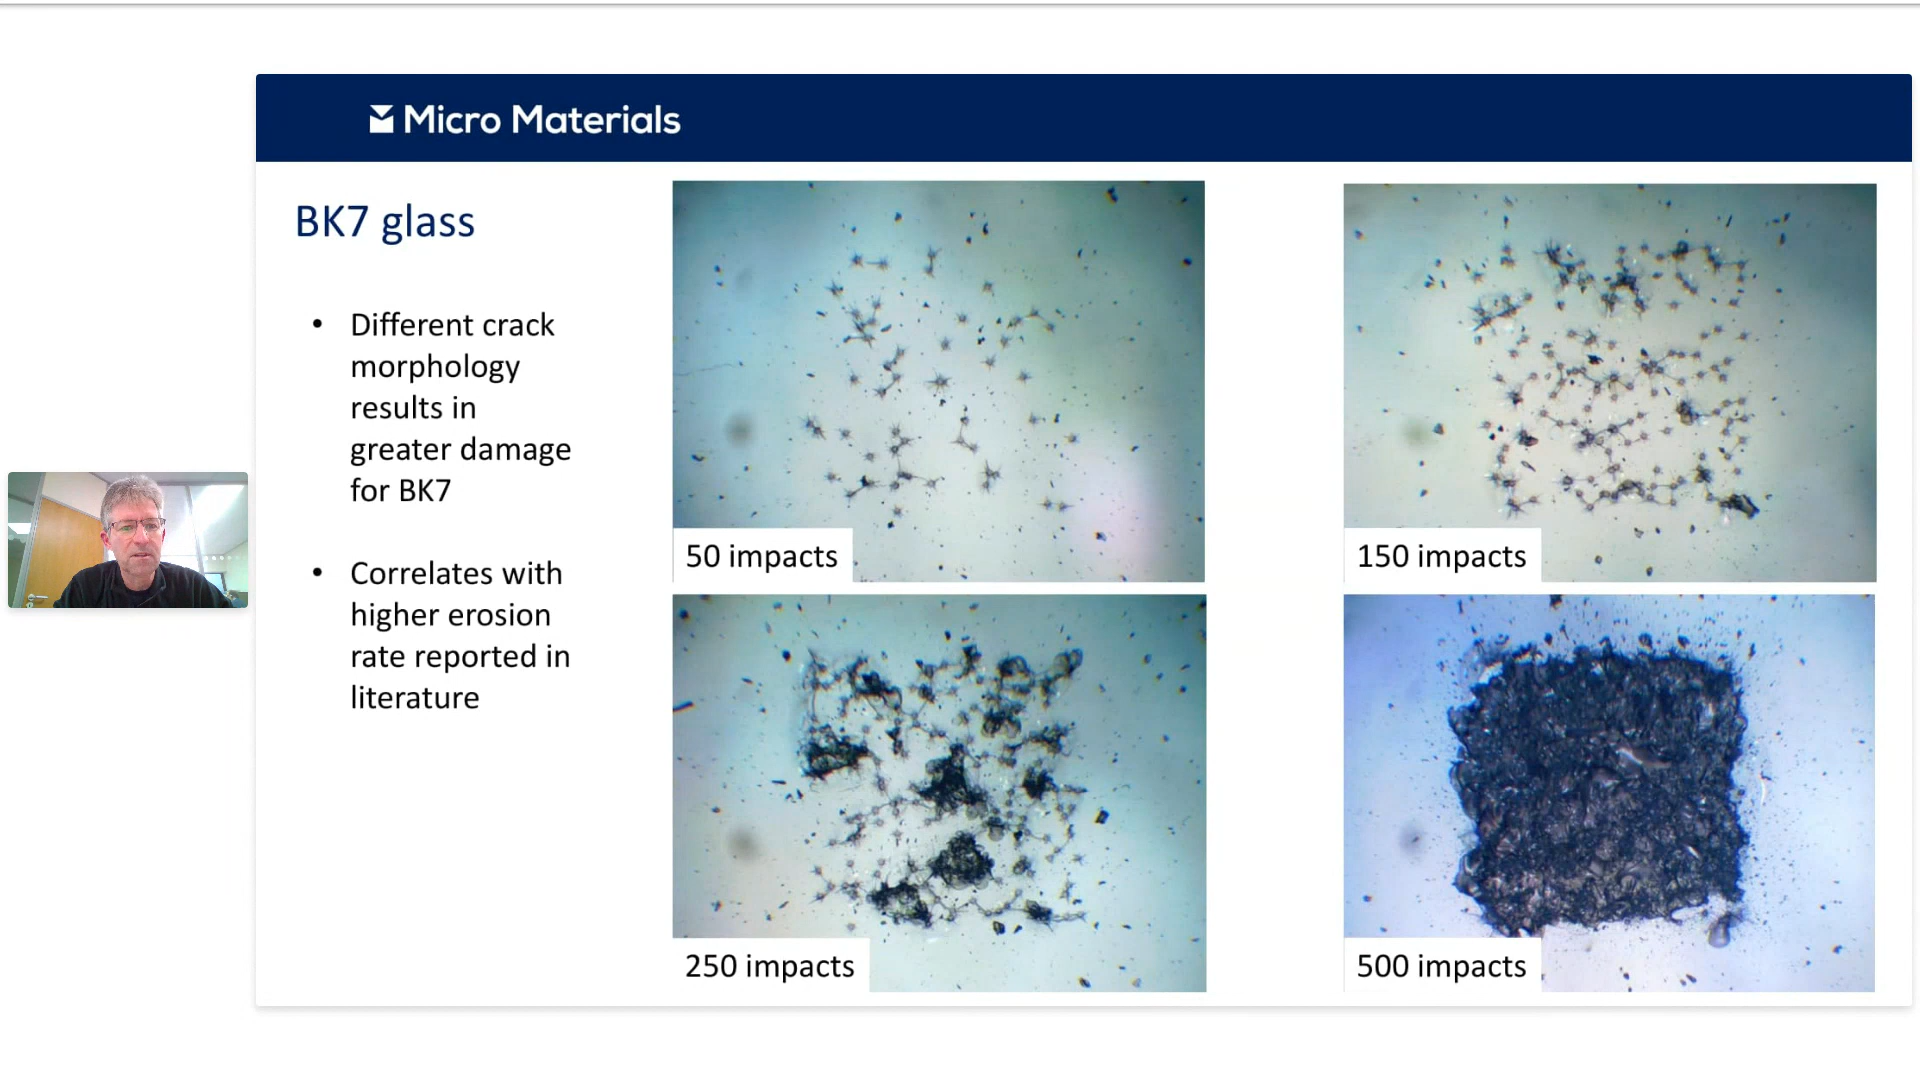 Micro Materials
BK7 glass
• Different crack
morphology
results in
greater damage
for BK7
• Correlates with
higher erosion
rate reported in
literature
50 impacts
150 impacts
250 impacts
500 impacts